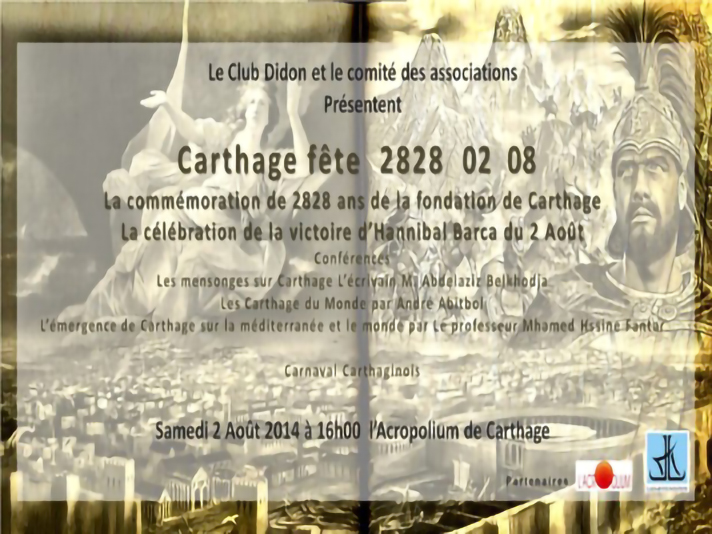 Le Club Didon et le comité des associations
Présentent
Carthage fête 2828 02 08
La commémoration de 2828 ans de la fondation de Carthage
La célébration de la victoire d'Hannibal Barca du 2 Août
Conférences
Les mensonges sur Carthage L'écrivain M. Abdelaziz Belkhodja
Les Carthage du Monde par André Abitbol
L'émergence de Carthage sur la méditerranée et le monde par Le professeur Mhamed Hssine Fantar
Carnaval Carthaginois
Samedi 2 Août 2014 à 16h00 l'Acropolium de Carthage
Partenaires